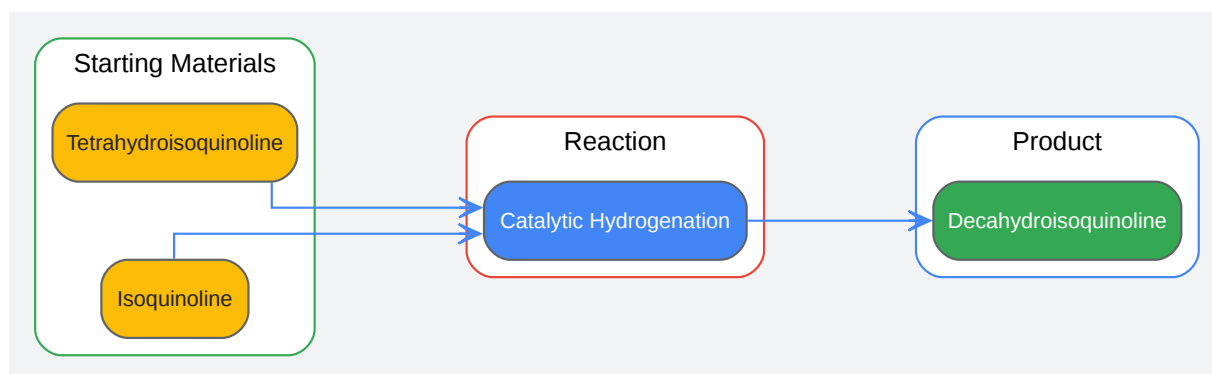 Starting Materials
Tetrahydroisoquinoline
Isoquinoline
Reaction
Catalytic Hydrogenation
Product
Decahydroisoquinoline